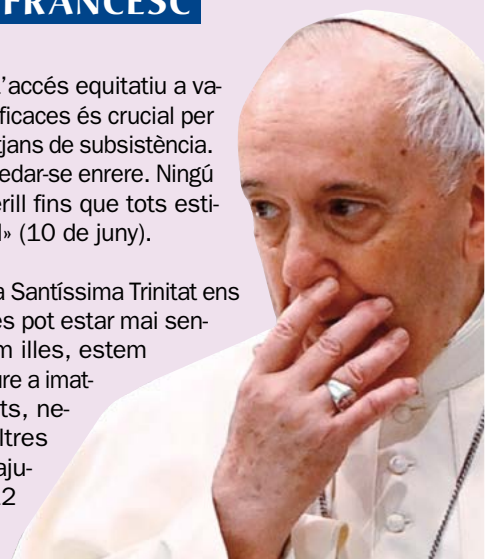 FRANCESC
L’accés equitatiu a va-
ficaces és crucial per
tjans de subsistència.
edar-se enrere. Ningú
erill fins que tots esti-
» (10 de juny).
a Santíssima Trinitat ens
es pot estar mai sen-
m illes, estem
ure a imat-
ts, ne-
ltres
aju-
2